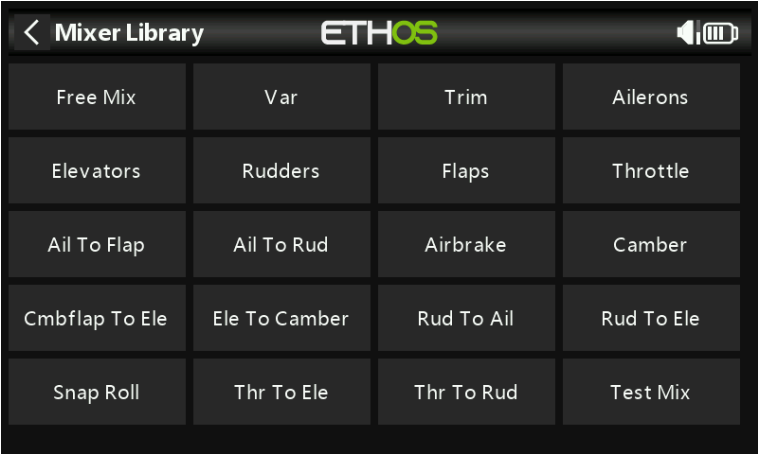 Mixer Library ETHOS
Free Mix Var Trim Ailerons
Elevators Rudders Flaps Throttle
Ail To Flap Ail To Rud Airbrake Camber
Cmbflap To Ele Ele To Camber Rud To Ail Rud To Ele
Snap Roll Thr To Ele Thr To Rud Test Mix